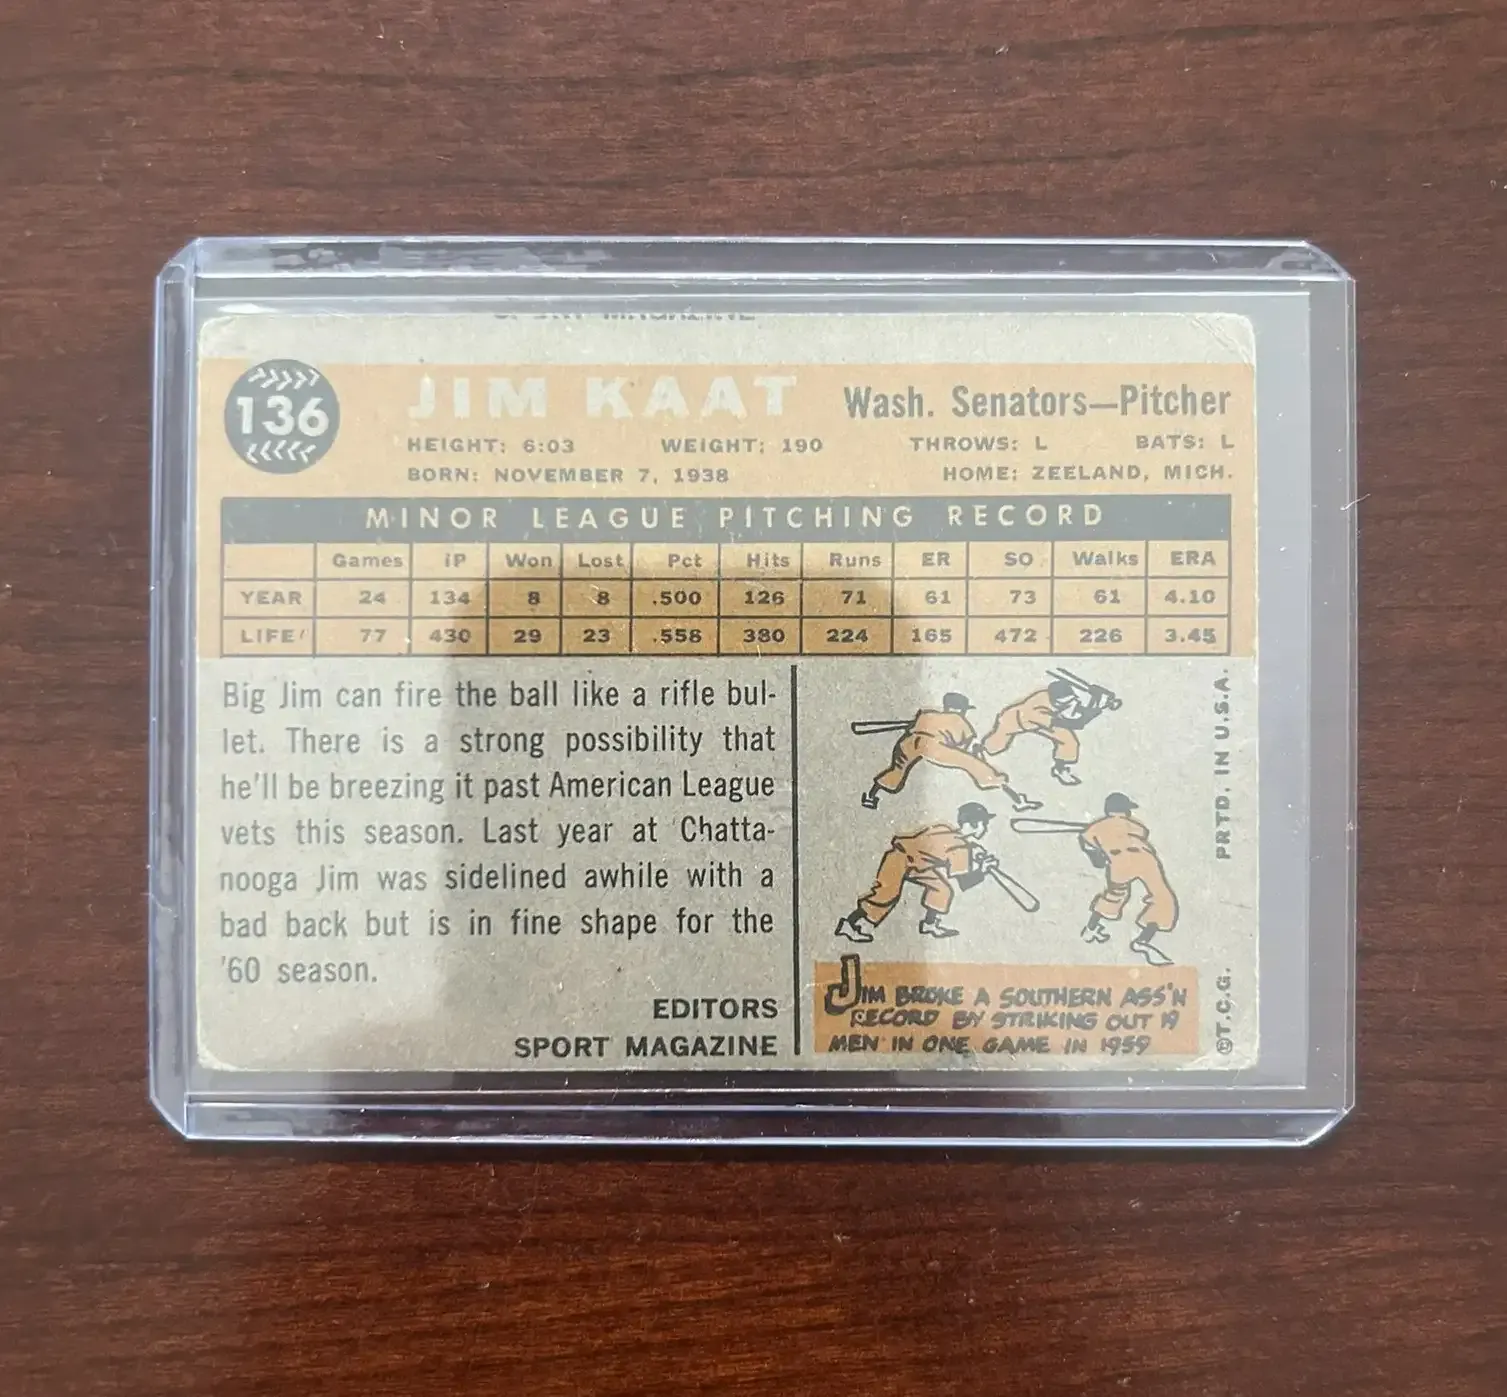 SPORT MAGAZINE
136
JIM KAAT
Wash. Senators—Pitcher
HEIGHT: 6:03 WEIGHT: 190 THROWS: L BATS: L
BORN: NOVEMBER 7, 1938 HOME: ZEELAND, MICH.
MINOR LEAGUE PITCHING RECORD
Games IP Won Lost Pct Hits Runs ER SO Walks ERA
YEAR 24 134 8 8 .500 126 71 61 73 61 4.10
LIFE 77 430 29 23 .558 380 224 165 472 226 3.45
Big Jim can fire the ball like a rifle bul-
let. There is a strong possibility that
he'll be breezing it past American League
vets this season. Last year at Chatta-
nooga Jim was sidelined awhile with a
bad back but is in fine shape for the
'60 season.
EDITORS
SPORT MAGAZINE
JIM BROKE A SOUTHERN ASS'N
RECORD BY STRIKING OUT 19
MEN IN ONE GAME IN 1959
©T.C.G. PRTD. IN U.S.A.